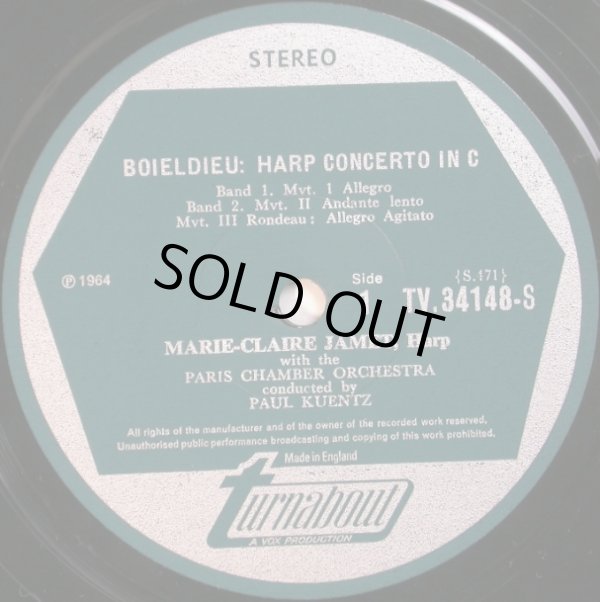 STEREO
BOIELDIEU: HARP CONCERTO IN C
Band 1. Mvt. I Allegro
Band 2. Mvt. II Andante lento
Mvt. III Rondeau: Allegro Agitato
℗ 1964
Side
1
{S.471}
TV. 34148-S
SOLD OUT
MARIE-CLAIRE JAMET, Harp
with the
PARIS CHAMBER ORCHESTRA
conducted by
PAUL KUENTZ
All rights of the manufacturer and of the owner of the recorded work reserved.
Unauthorised public performance broadcasting and copying of this work prohibited.
Made in England
turnabout
A VOX PRODUCTION